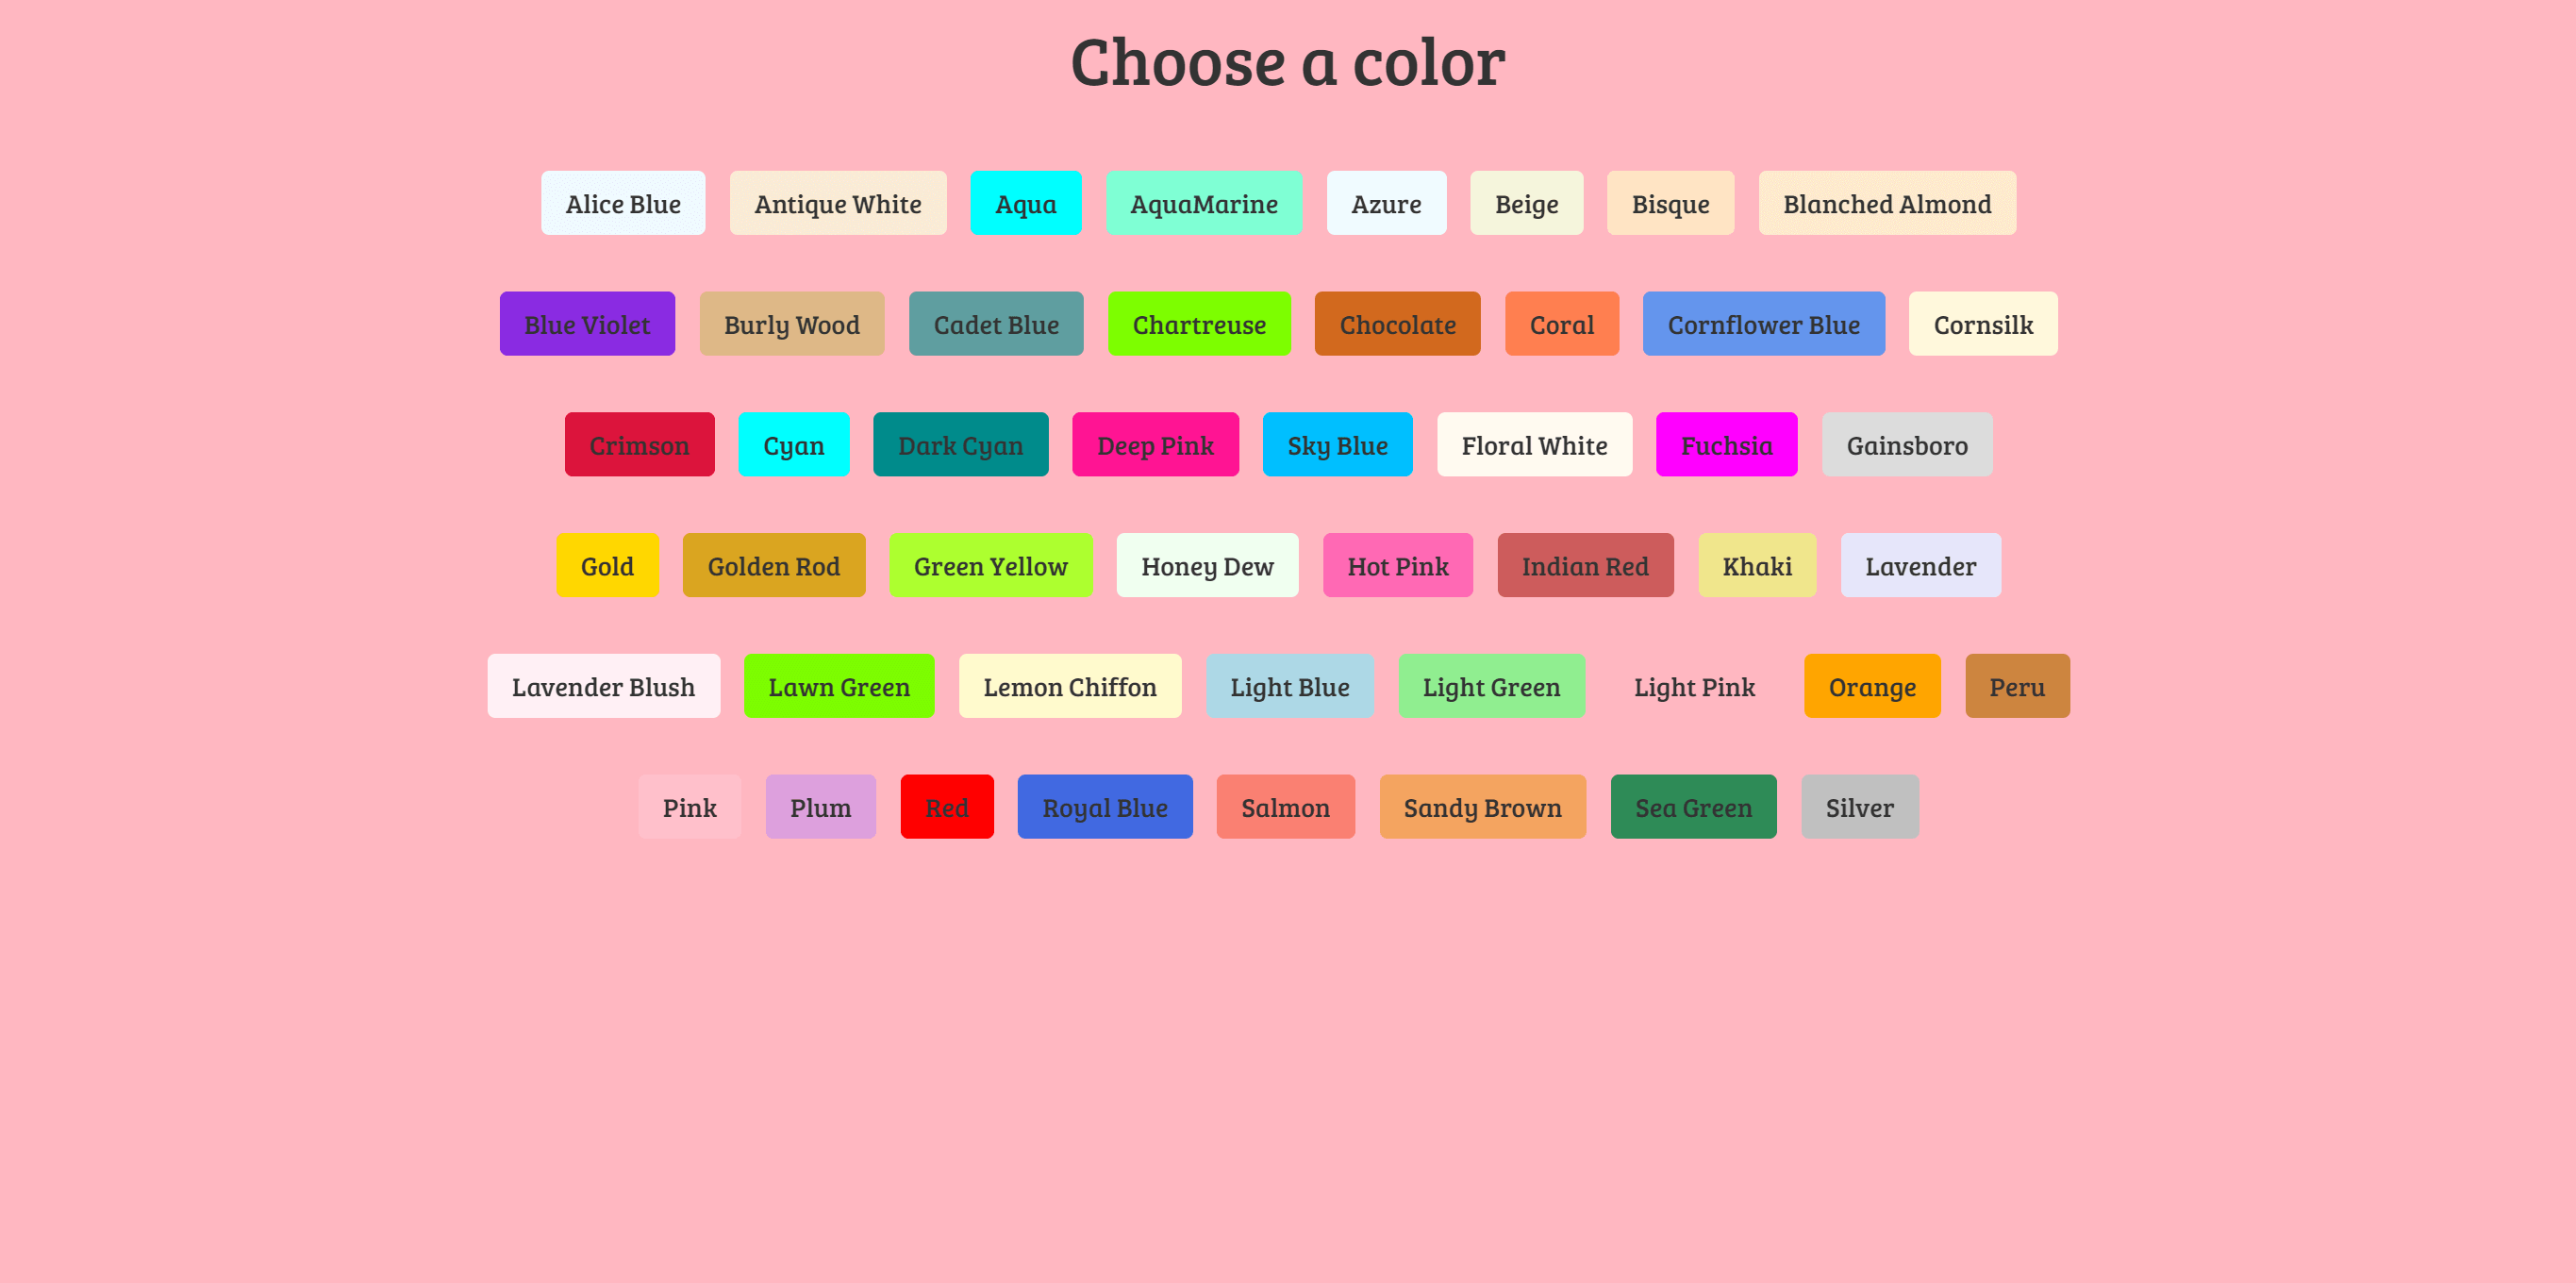 Choose a color
Alice Blue Antique White Aqua AquaMarine Azure Beige Bisque Blanched Almond
Blue Violet Burly Wood Cadet Blue Chartreuse Chocolate Coral Cornflower Blue Cornsilk
Crimson Cyan Dark Cyan Deep Pink Sky Blue Floral White Fuchsia Gainsboro
Gold Golden Rod Green Yellow Honey Dew Hot Pink Indian Red Khaki Lavender
Lavender Blush Lawn Green Lemon Chiffon Light Blue Light Green Light Pink Orange Peru
Pink Plum Red Royal Blue Salmon Sandy Brown Sea Green Silver